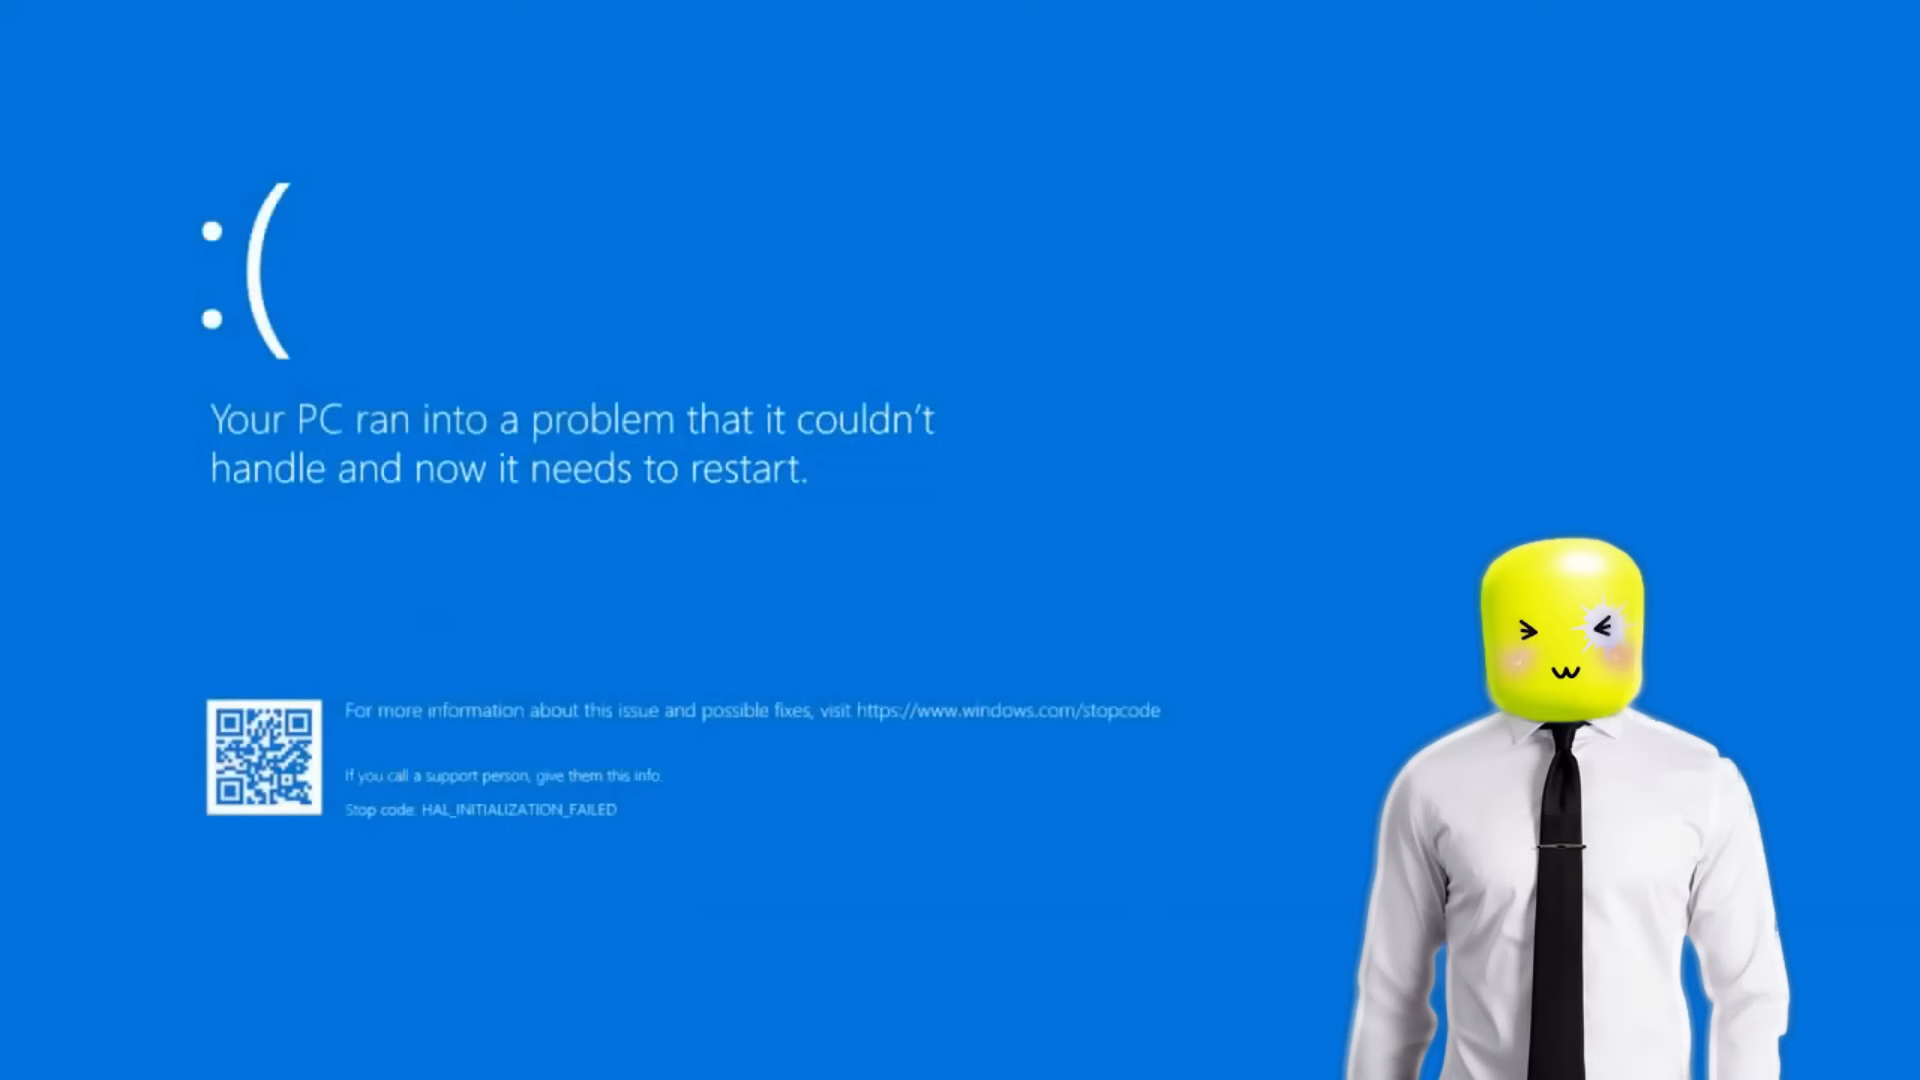 :(
Your PC ran into a problem that it couldn't
handle and now it needs to restart.
For more information about this issue and possible fixes, visit https://www.windows.com/stopcode
If you call a support person, give them this info.
Stop code: HAL_INITIALIZATION_FAILED